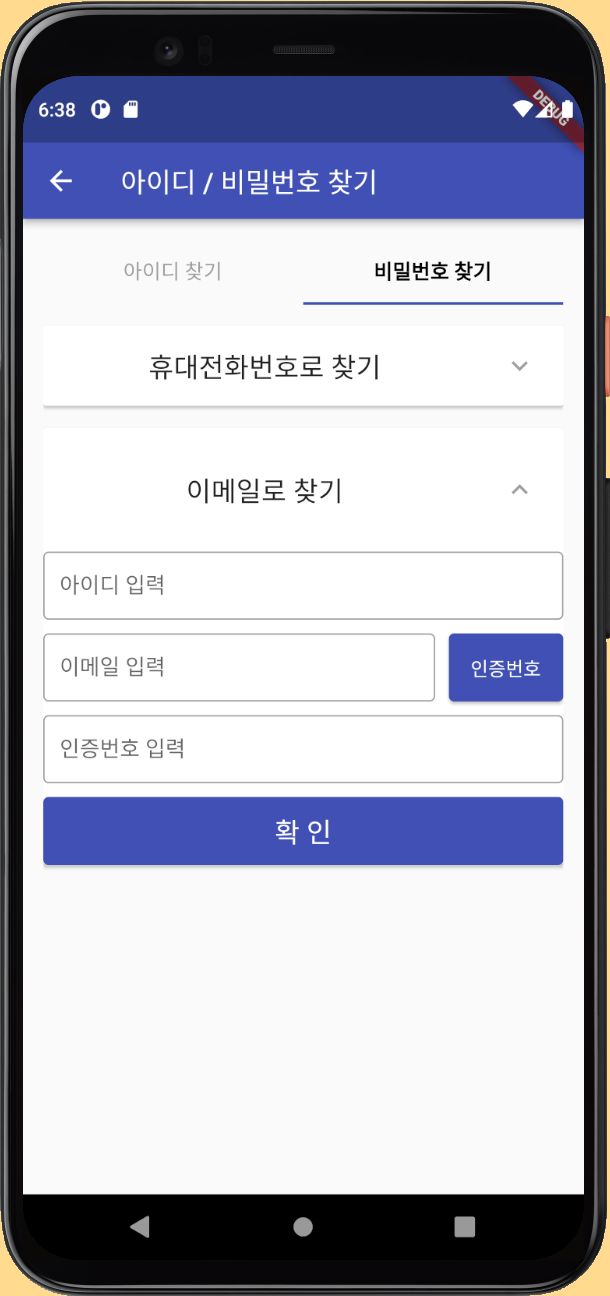 6:38
DEBUG
아이디 / 비밀번호 찾기
아이디 찾기
비밀번호 찾기
휴대전화번호로 찾기
이메일로 찾기
아이디 입력
이메일 입력
인증번호
인증번호 입력
확 인